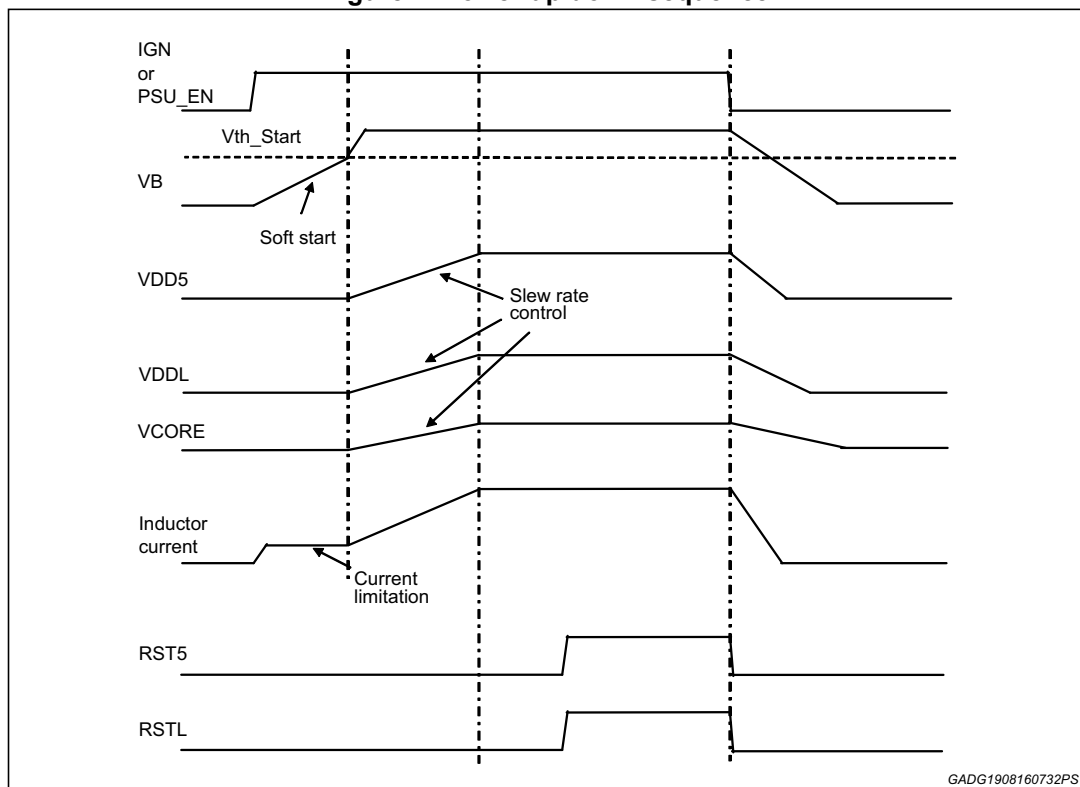 IGN
or
PSU_EN
Vth_Start
VB
Soft start
VDD5
Slew rate
control
VDDL
VCORE
Inductor
current
Current
limitation
RST5
RSTL
GADG1908160732PS